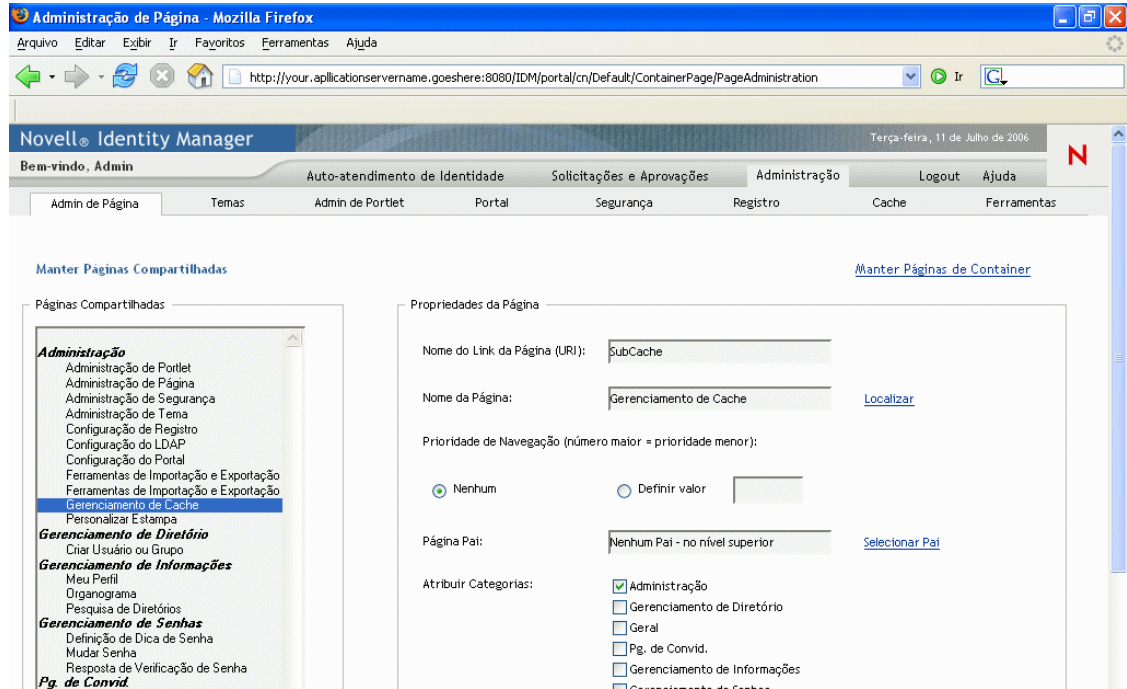 Administração de Página - Mozilla Firefox
Arquivo Editar Exibir Ir Favoritos Ferramentas Ajuda
http://your.apllicationservername.goeshere:8080/IDM/portal/cn/Default/ContainerPage/PageAdministration Ir G
Novell® Identity Manager Terça-feira, 11 de Julho de 2006
N
Bem-vindo, Admin Auto-atendimento de Identidade Solicitações e Aprovações Administração Logout Ajuda
Admin de Página Temas Admin de Portlet Portal Segurança Registro Cache Ferramentas
Manter Páginas Compartilhadas Manter Páginas de Container
Páginas Compartilhadas
Administração
Administração de Portlet
Administração de Página
Administração de Segurança
Administração de Tema
Configuração de Registro
Configuração do LDAP
Configuração do Portal
Ferramentas de Importação e Exportação
Ferramentas de Importação e Exportação
Gerenciamento de Cache
Personalizar Estampa
Gerenciamento de Diretório
Criar Usuário ou Grupo
Gerenciamento de Informações
Meu Perfil
Organograma
Pesquisa de Diretórios
Gerenciamento de Senhas
Definição de Dica de Senha
Mudar Senha
Resposta de Verificação de Senha
Pg. de Convid.
Propriedades da Página
Nome do Link da Página (URI): SubCache
Nome da Página: Gerenciamento de Cache Localizar
Prioridade de Navegação (número maior = prioridade menor):
Nenhum Definir valor
Página Pai: Nenhum Pai - no nível superior Selecionar Pai
Atribuir Categorias: Administração
Gerenciamento de Diretório
Geral
Pg. de Convid.
Gerenciamento de Informações
Gerenciamento de Senhas